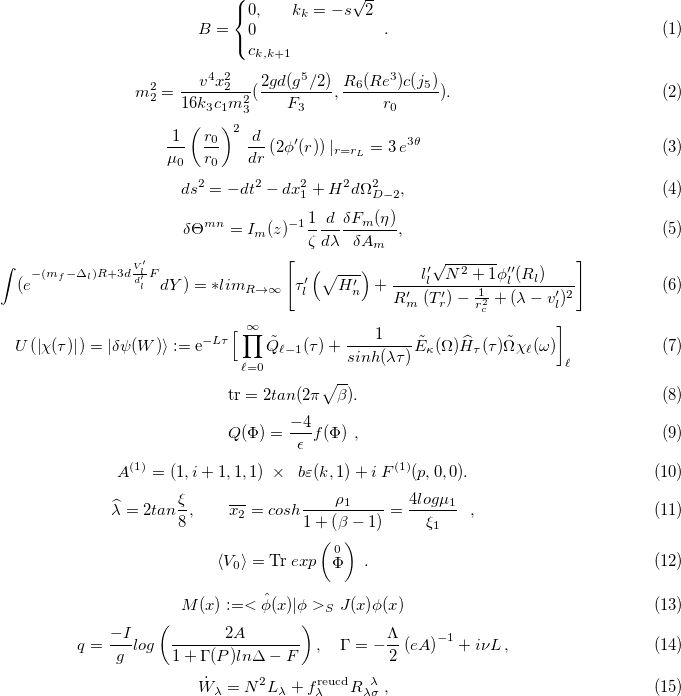 B = \begin{cases} 0, & k_k = -s\sqrt{2} \\ 0 \\ c_{k,k+1} \end{cases} . (1)
m_2^2 = \frac{v^4 x_2^2}{16 k_3 c_1 m_3^2} ( \frac{2gd(g^5/2)}{F_3}, \frac{R_6(Re^3)c(j_5)}{r_0} ). (2)
\frac{1}{\mu_0} \left( \frac{r_0}{r_0} \right)^2 \frac{d}{dr} (2\phi'(r)) |_{r=r_L} = 3 e^{3\theta} (3)
ds^2 = -dt^2 - dx_1^2 + H^2 d\Omega_{D-2}^2, (4)
\delta\Theta^{mn} = I_m(z)^{-1} \frac{1}{\zeta} \frac{d}{d\lambda} \frac{\delta F_m(\eta)}{\delta A_m}, (5)
\int (e^{-(m_f - \Delta_l)R + 3d \frac{V_l'}{d_l'} F} dY) = *lim_{R\to\infty} \left[ \tau_l' \left( \sqrt{H_n'} \right) + \frac{l_l' \sqrt{N^2+1} \phi_l''(R_l)}{R_m' (T_r') - \frac{1}{r_c^2} + (\lambda - v_l')^2} \right] (6)
U(|\chi(\tau)|) = |\delta\psi(W)\rangle := \mathrm{e}^{-L\tau} \left[ \prod_{\ell=0}^{\infty} \tilde{Q}_{\ell-1}(\tau) + \frac{1}{sinh(\lambda\tau)} \tilde{E}_\kappa(\Omega) \widehat{H}_\tau(\tau) \tilde{\Omega} \chi_\ell(\omega) \right]_\ell (7)
\mathrm{tr} = 2tan(2\pi\sqrt{\beta}). (8)
Q(\Phi) = \frac{-4}{\epsilon} f(\Phi) , (9)
A^{(1)} = (1, i+1, 1, 1) \times b\varepsilon(k, 1) + i F^{(1)}(p, 0, 0). (10)
\widehat{\lambda} = 2tan\frac{\xi}{8}, \overline{x_2} = cosh\frac{\rho_1}{1+(\beta-1)} = \frac{4log\mu_1}{\xi_1} , (11)
\langle V_0 \rangle = \mathrm{Tr}\, exp \left( \overset{0}{\Phi} \right) . (12)
M(x) := < \hat{\phi}(x)|\phi >_S J(x)\phi(x) (13)
q = \frac{-I}{g} log \left( \frac{2A}{1+\Gamma(P)ln\Delta - F} \right) , \Gamma = -\frac{\Lambda}{2} (eA)^{-1} + i\nu L , (14)
\dot{W}_\lambda = N^2 L_\lambda + f_\lambda^{\mathrm{reucd}} R_{\lambda\sigma}^{\lambda} , (15)